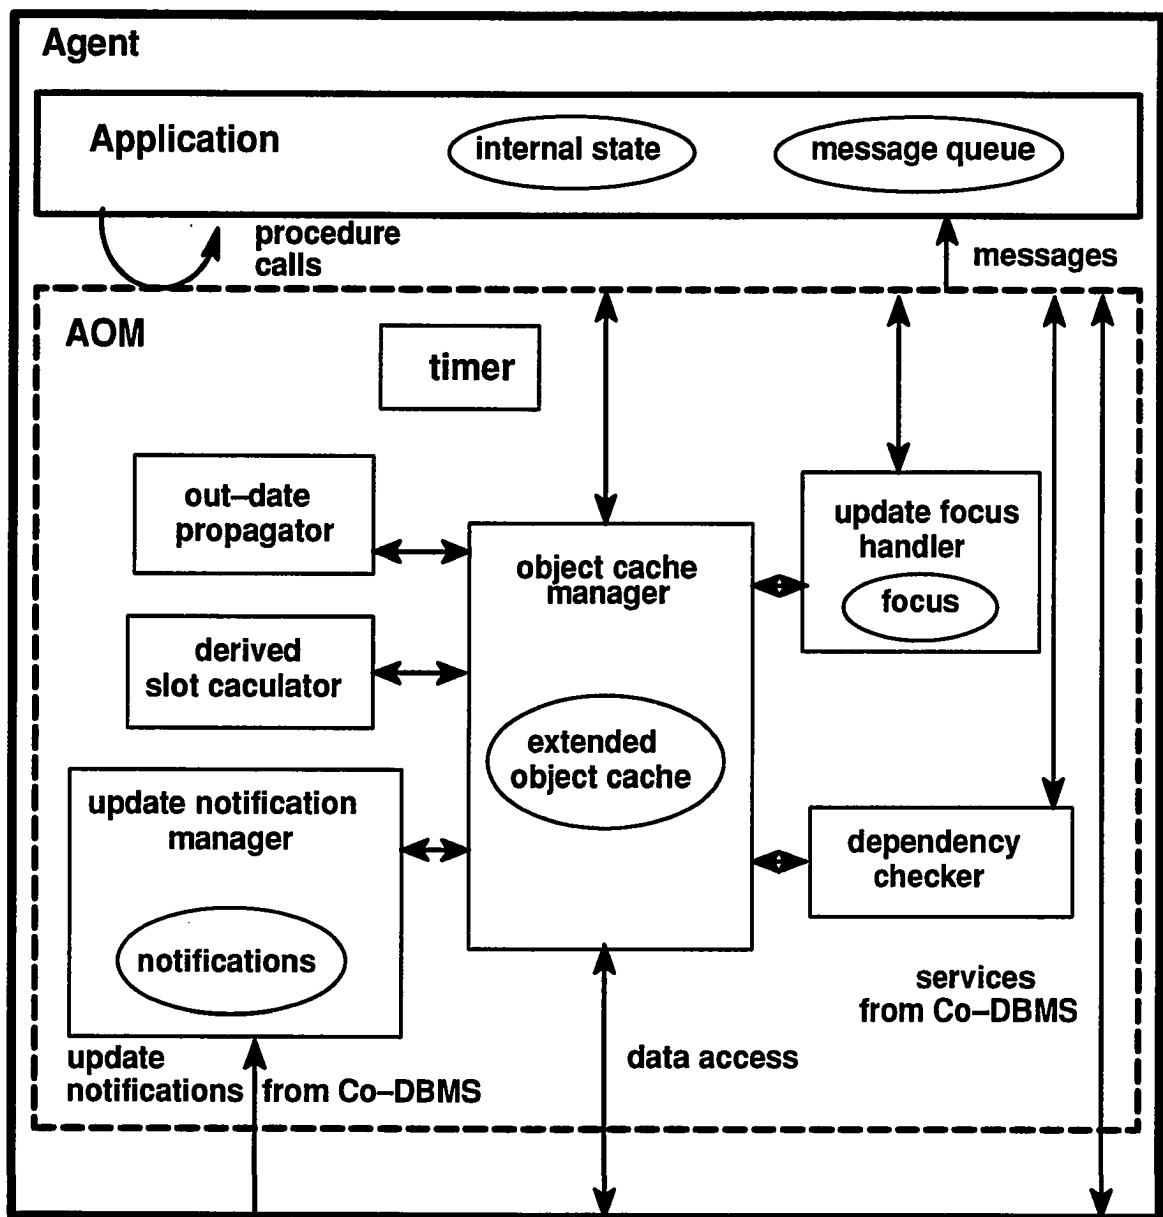 Agent
Application
internal state
message queue
procedure
calls
messages
AOM
timer
out–date
propagator
update focus
handler
focus
object cache
manager
derived
slot caculator
extended
object cache
update notification
manager
dependency
checker
notifications
services
from Co–DBMS
update
notifications from Co–DBMS
data access